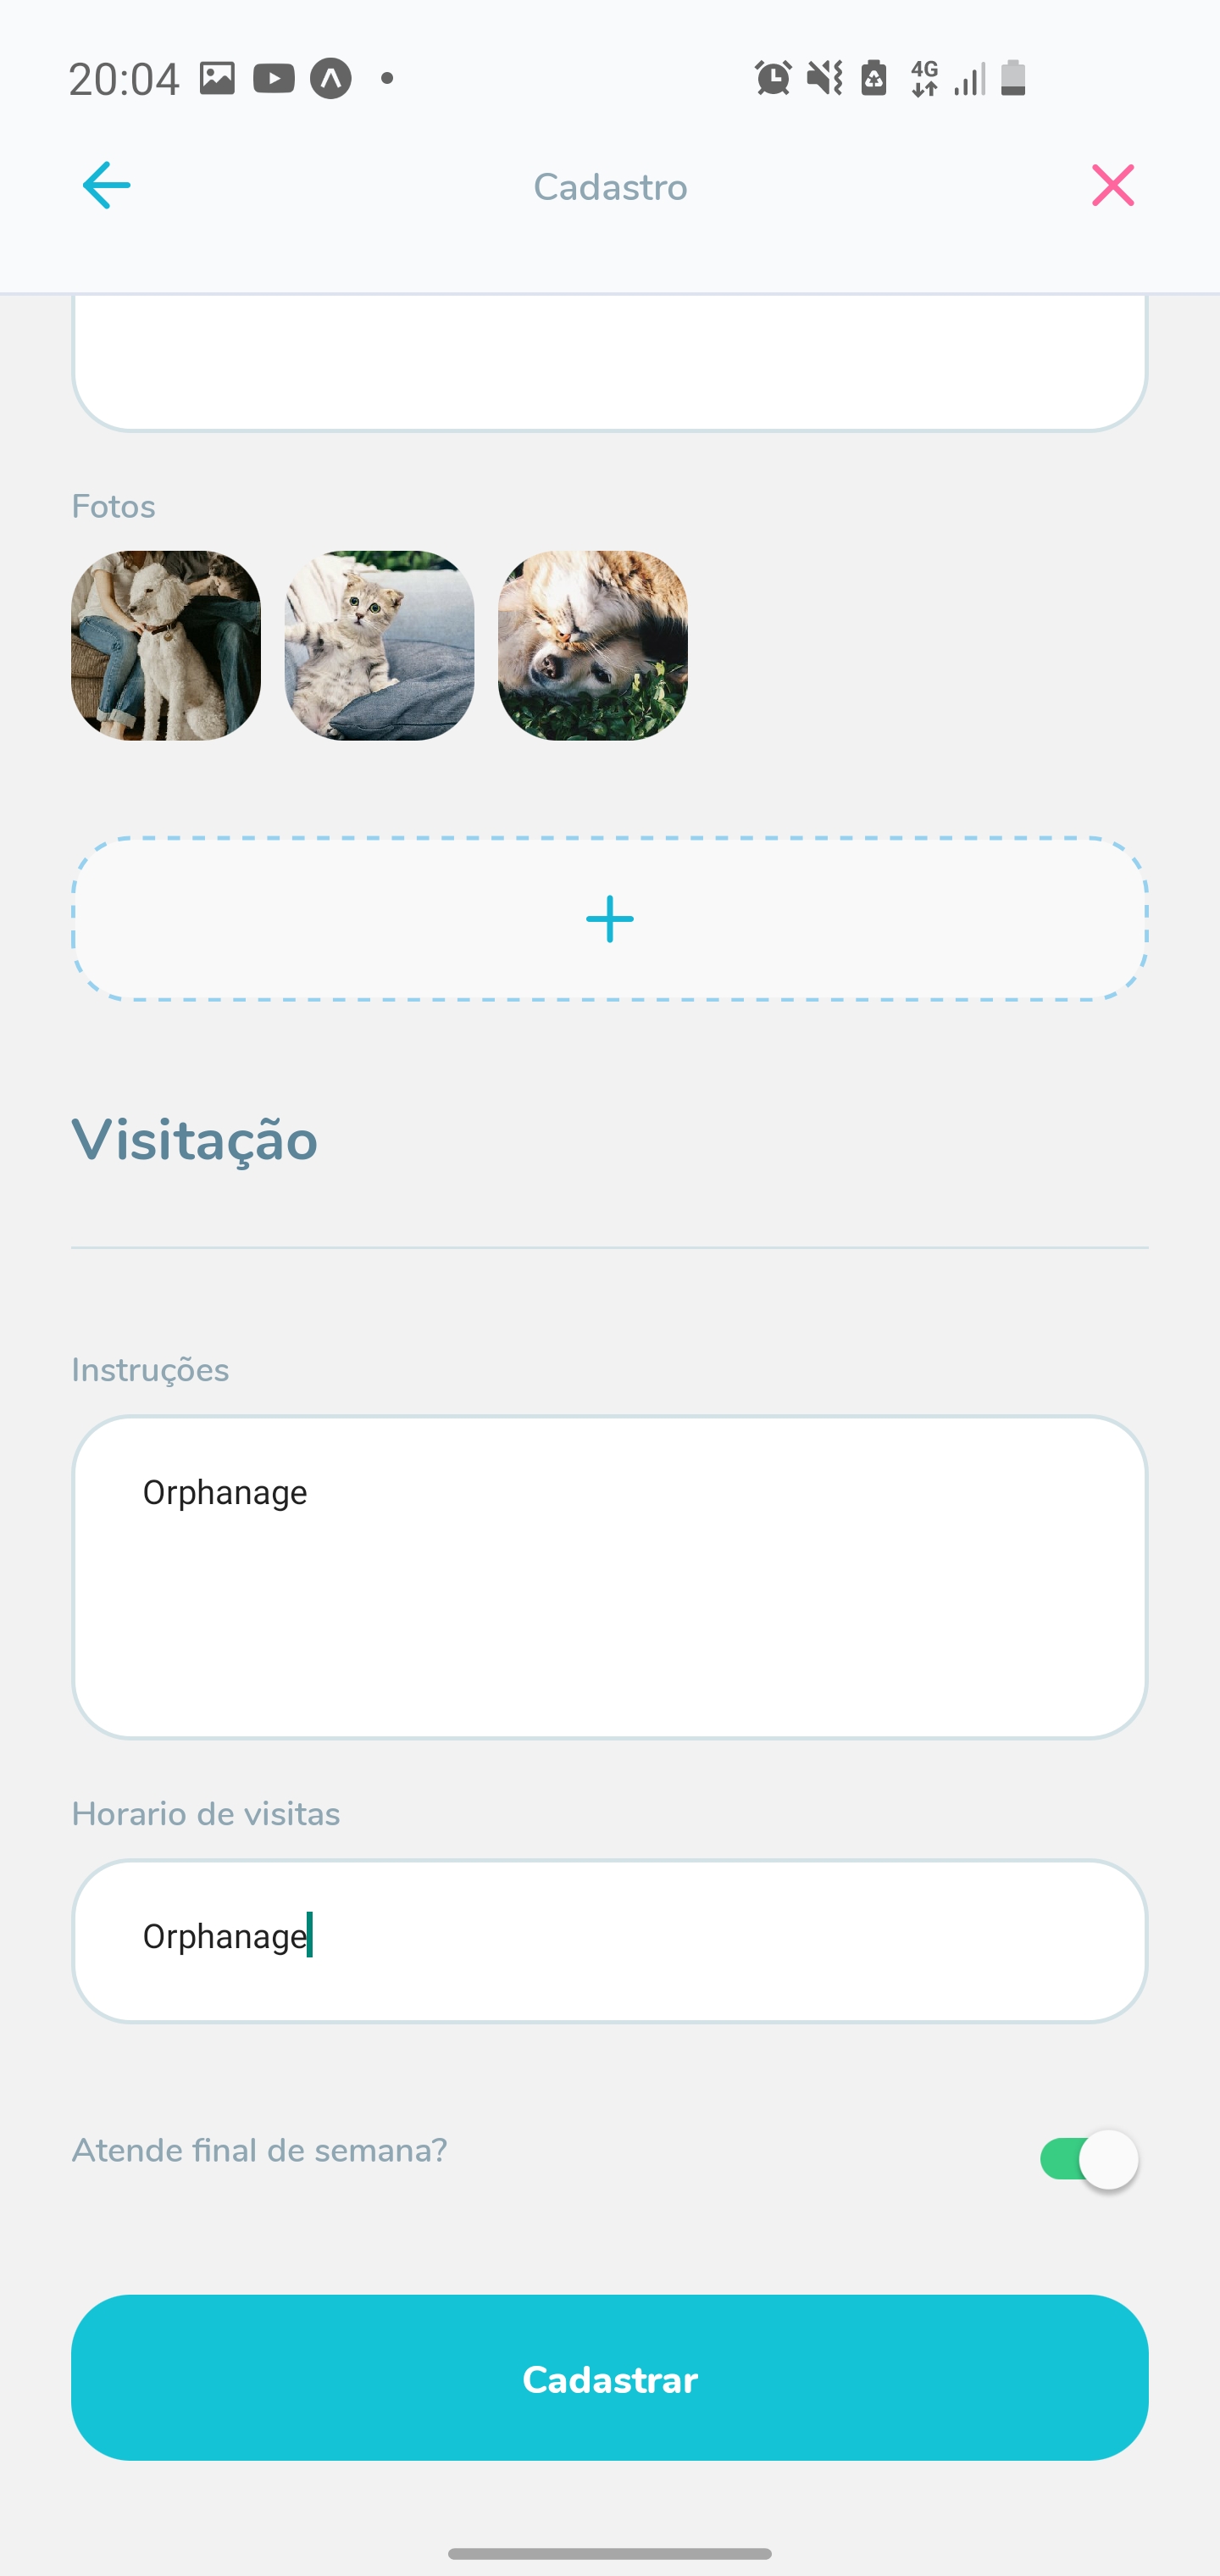 20:04
4G
Cadastro
Fotos
Visitação
Instruções
Orphanage
Horario de visitas
Orphanage
Atende final de semana?
Cadastrar